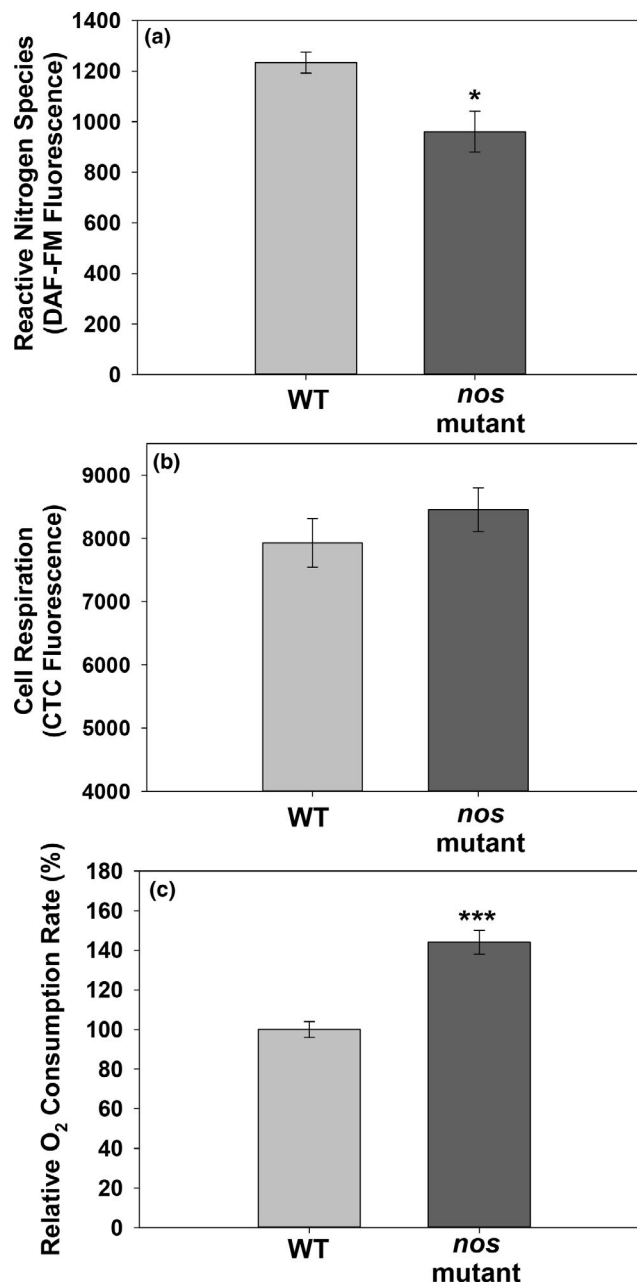 (a)
Reactive Nitrogen Species
(DAF-FM Fluorescence)
1400
1200
1000
800
600
400
200
0
*
WT
nos
mutant
(b)
Cell Respiration
(CTC Fluorescence)
9000
8000
7000
6000
5000
4000
WT
nos
mutant
(c)
Relative O₂ Consumption Rate (%)
180
160
140
120
100
80
60
40
20
0
***
WT
nos
mutant